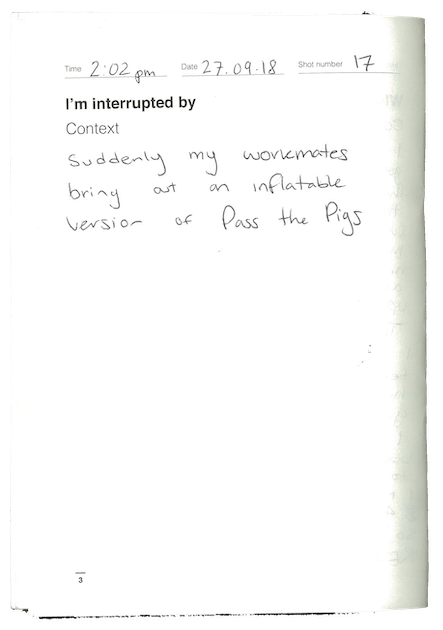 Time 2:02 pm Date 27.09.18 Shot number 17
I'm interrupted by
Context
Suddenly my workmates
bring out an inflatable
version of Pass the Pigs
3